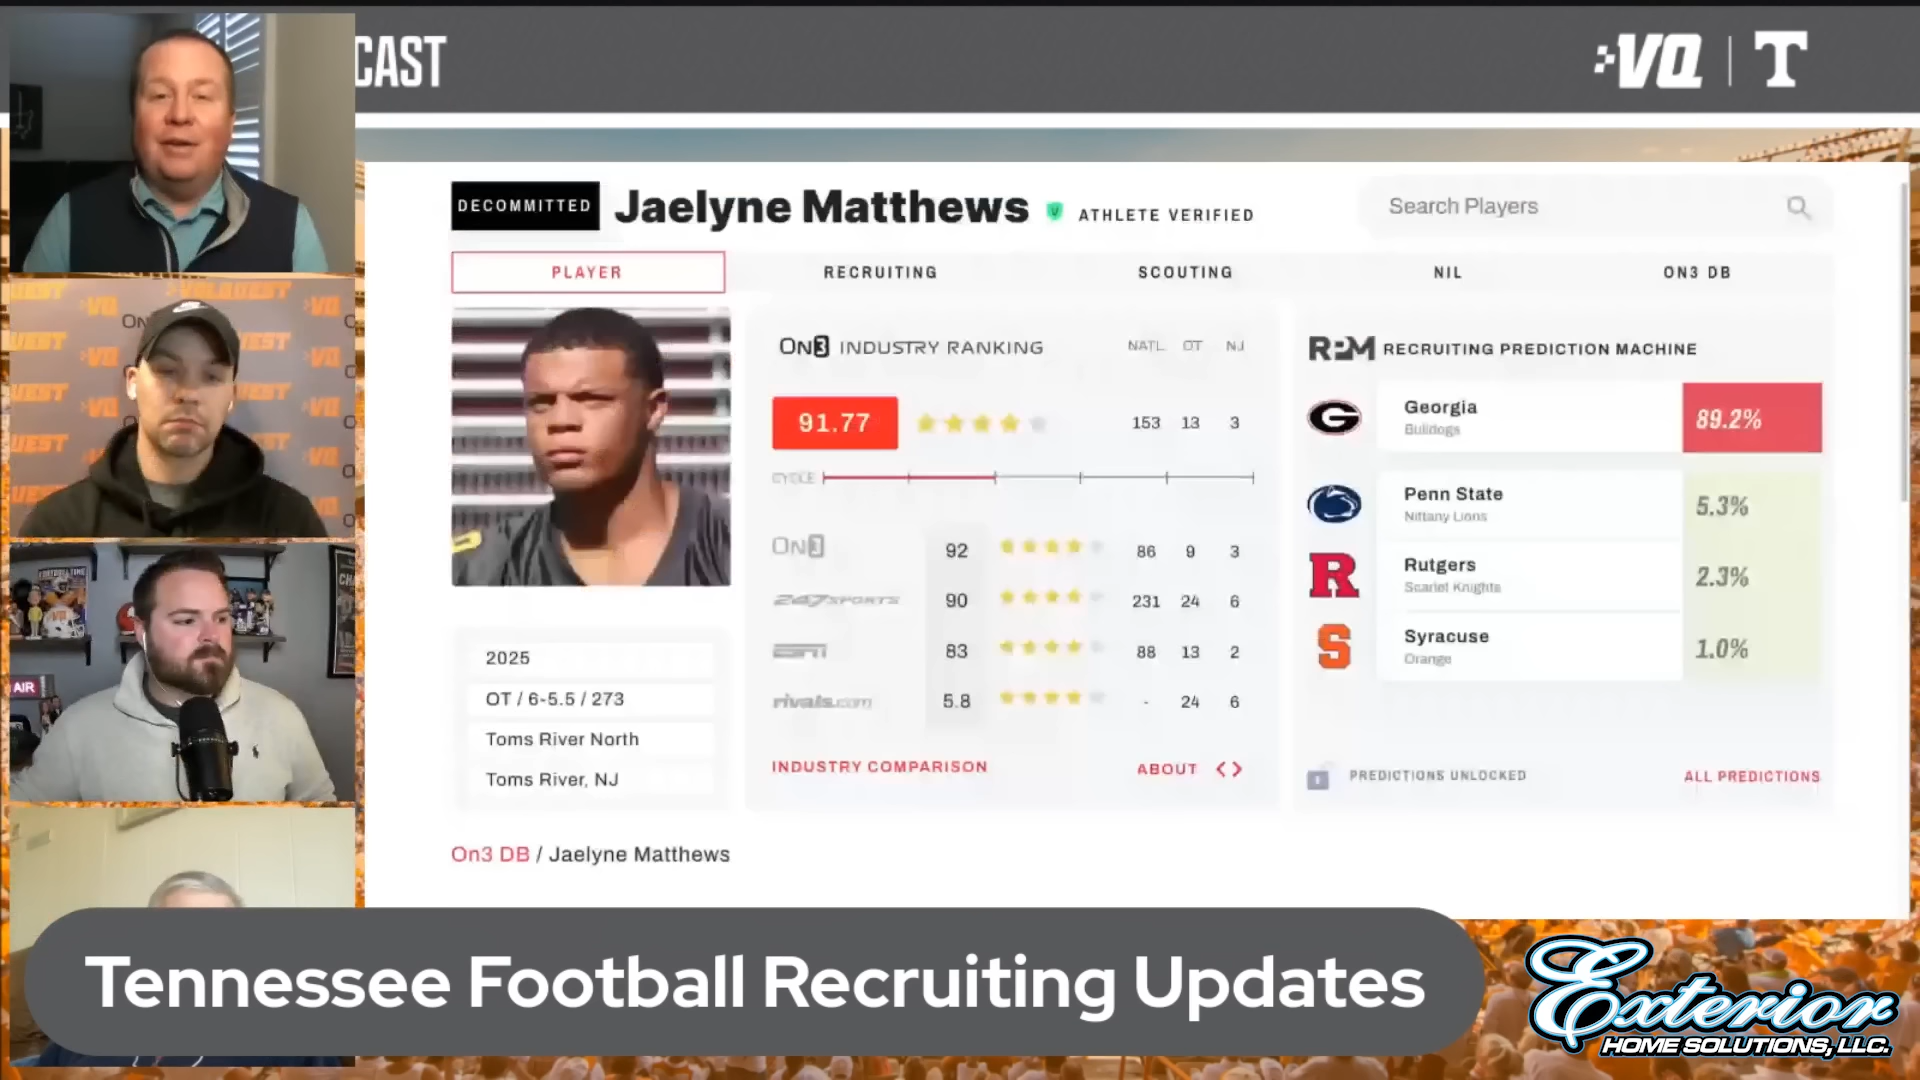 CAST
VQ
T
DECOMMITTED
Jaelyne Matthews
ATHLETE VERIFIED
Search Players
PLAYER
RECRUITING
SCOUTING
NIL
ON3 DB
On3 INDUSTRY RANKING
NATL OT NJ
91.77
153 13 3
CYCLE
On3
92
86 9 3
247SPORTS
90
231 24 6
ESPN
83
88 13 2
rivals.com
5.8
- 24 6
INDUSTRY COMPARISON
ABOUT
RPM RECRUITING PREDICTION MACHINE
G
Georgia
Bulldogs
89.2%
Penn State
Nittany Lions
5.3%
R
Rutgers
Scarlet Knights
2.3%
S
Syracuse
Orange
1.0%
PREDICTIONS UNLOCKED
ALL PREDICTIONS
2025
OT / 6-5.5 / 273
Toms River North
Toms River, NJ
On3 DB / Jaelyne Matthews
VOLQUEST
AIR
Tennessee Football Recruiting Updates
Exterior
HOME SOLUTIONS, LLC.